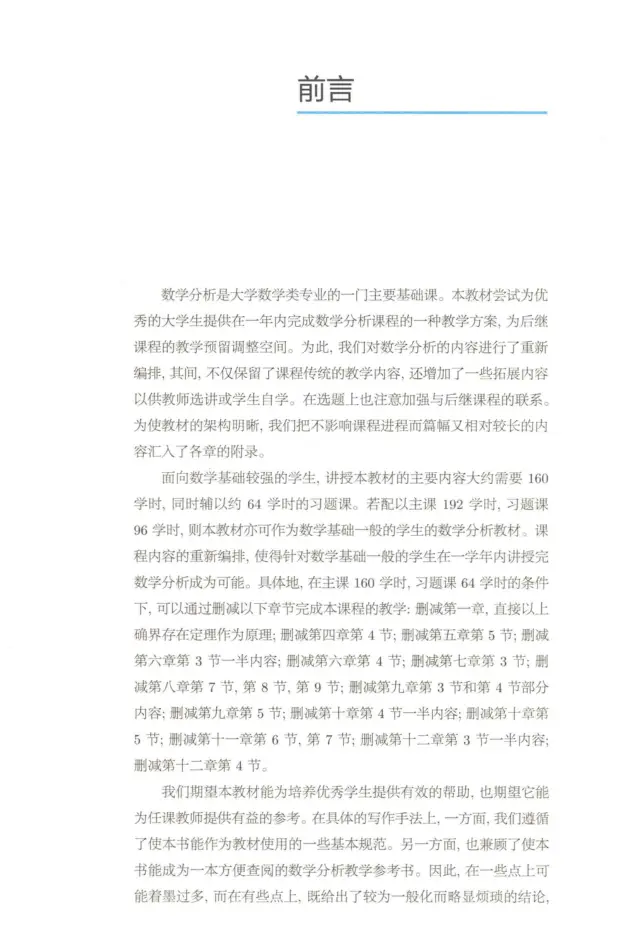 前言
数学分析是大学数学类专业的一门主要基础课。本教材尝试为优
秀的大学生提供在一年内完成数学分析课程的一种教学方案, 为后继
课程的教学预留调整空间。为此, 我们对数学分析的内容进行了重新
编排, 其间, 不仅保留了课程传统的教学内容, 还增加了一些拓展内容
以供教师选讲或学生自学。在选题上也注意加强与后继课程的联系。
为使教材的架构明晰, 我们把不影响课程进程而篇幅又相对较长的内
容汇入了各章的附录。
面向数学基础较强的学生, 讲授本教材的主要内容大约需要 160
学时, 同时辅以约 64 学时的习题课。若配以主课 192 学时, 习题课
96 学时, 则本教材亦可作为数学基础一般的学生的数学分析教材。课
程内容的重新编排, 使得针对数学基础一般的学生在一学年内讲授完
数学分析成为可能。具体地, 在主课 160 学时, 习题课 64 学时的条件
下, 可以通过删减以下章节完成本课程的教学: 删减第一章, 直接以上
确界存在定理作为原理; 删减第四章第 4 节; 删减第五章第 5 节; 删减
第六章第 3 节一半内容; 删减第六章第 4 节; 删减第七章第 3 节; 删
减第八章第 7 节, 第 8 节, 第 9 节; 删减第九章第 3 节和第 4 节部分
内容; 删减第九章第 5 节; 删减第十章第 4 节一半内容; 删减第十章第
5 节; 删减第十一章第 6 节, 第 7 节; 删减第十二章第 3 节一半内容;
删减第十二章第 4 节。
我们期望本教材能为培养优秀学生提供有效的帮助, 也期望它能
为任课教师提供有益的参考。在具体的写作手法上, 一方面, 我们遵循
了使本书能作为教材使用的一些基本规范。另一方面, 也兼顾了使本
书能成为一本方便查阅的数学分析教学参考书。因此, 在一些点上可
能着墨过多, 而在有些点上, 既给出了较为一般化而略显烦琐的结论,